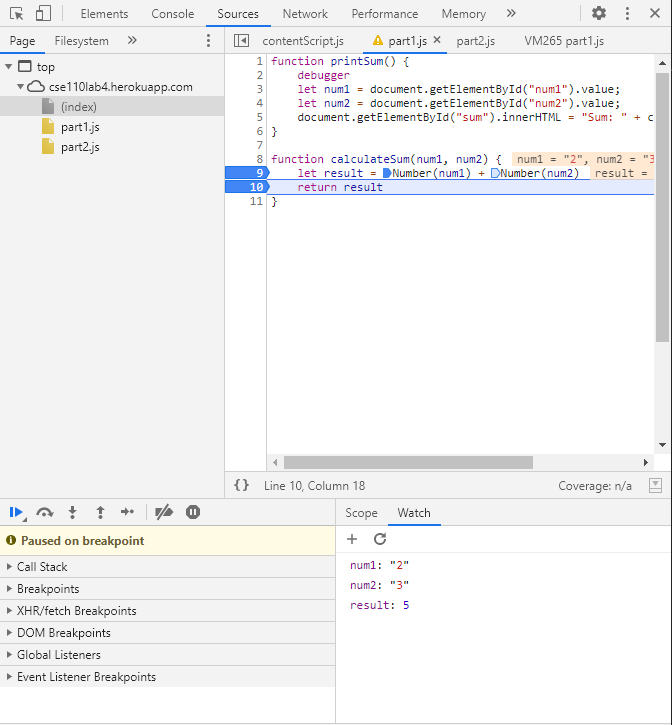 Elements Console Sources Network Performance Memory »
Page Filesystem » contentScript.js part1.js × part2.js VM265 part1.js
top
cse110lab4.herokuapp.com
(index)
part1.js
part2.js
1 function printSum() {
2 debugger
3 let num1 = document.getElementById("num1").value;
4 let num2 = document.getElementById("num2").value;
5 document.getElementById("sum").innerHTML = "Sum: " + c
6 }
7
8 function calculateSum(num1, num2) { num1 = "2", num2 = "3
9 let result = Number(num1) + Number(num2) result =
10 return result
11 }
{} Line 10, Column 18 Coverage: n/a
Paused on breakpoint
Call Stack
Breakpoints
XHR/fetch Breakpoints
DOM Breakpoints
Global Listeners
Event Listener Breakpoints
Scope Watch
num1: "2"
num2: "3"
result: 5